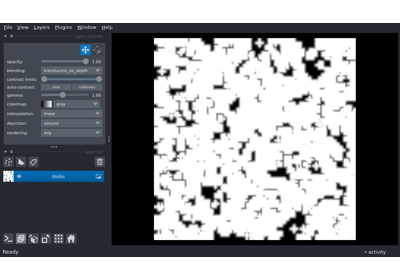 File View Layers Plugins Window Help
opacity: 1.00
blending: translucent_no_depth
contrast limits:
auto-contrast: once continuous
gamma: 1.00
colormap: gray
interpolation: linear
depiction: volume
rendering: mip
blobs
Ready
activity